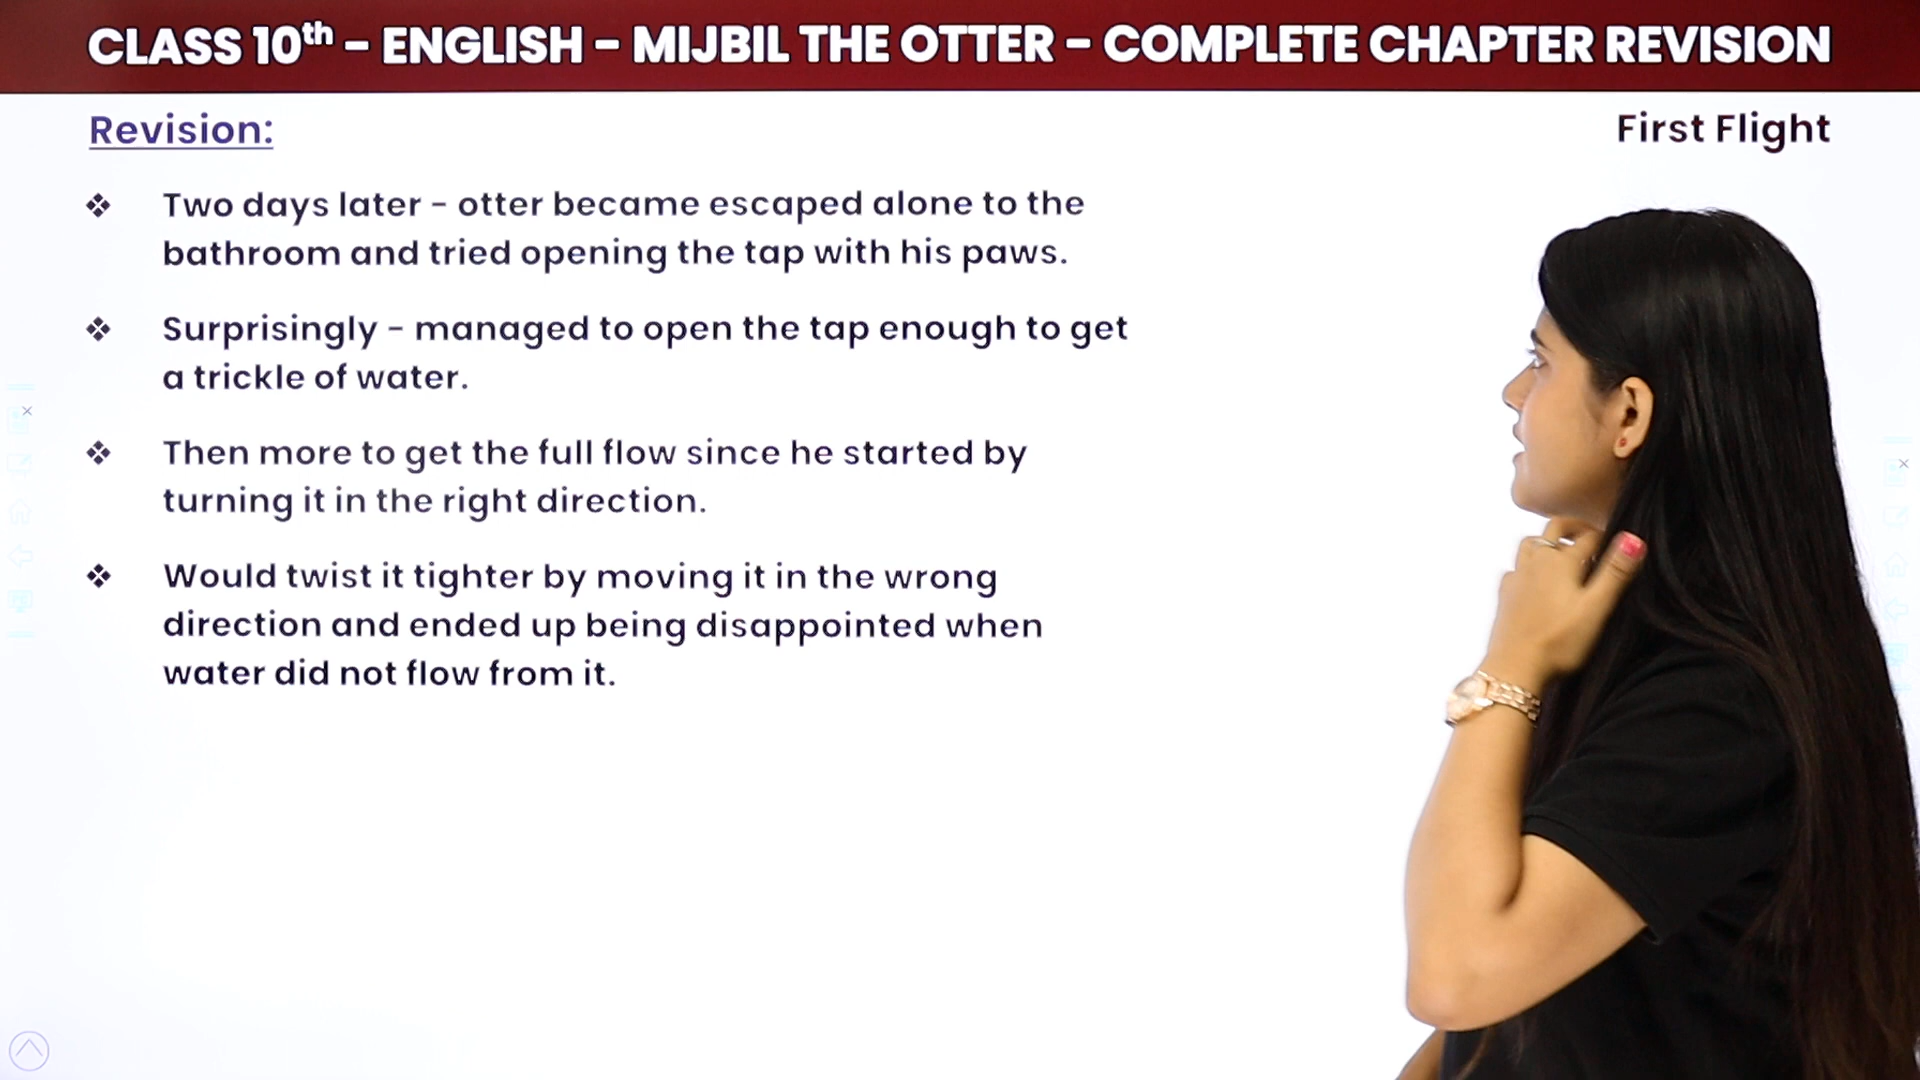 CLASS 10th – ENGLISH – MIJBIL THE OTTER – COMPLETE CHAPTER REVISION
Revision:
First Flight
❖ Two days later – otter became escaped alone to the
bathroom and tried opening the tap with his paws.
❖ Surprisingly – managed to open the tap enough to get
a trickle of water.
❖ Then more to get the full flow since he started by
turning it in the right direction.
❖ Would twist it tighter by moving it in the wrong
direction and ended up being disappointed when
water did not flow from it.